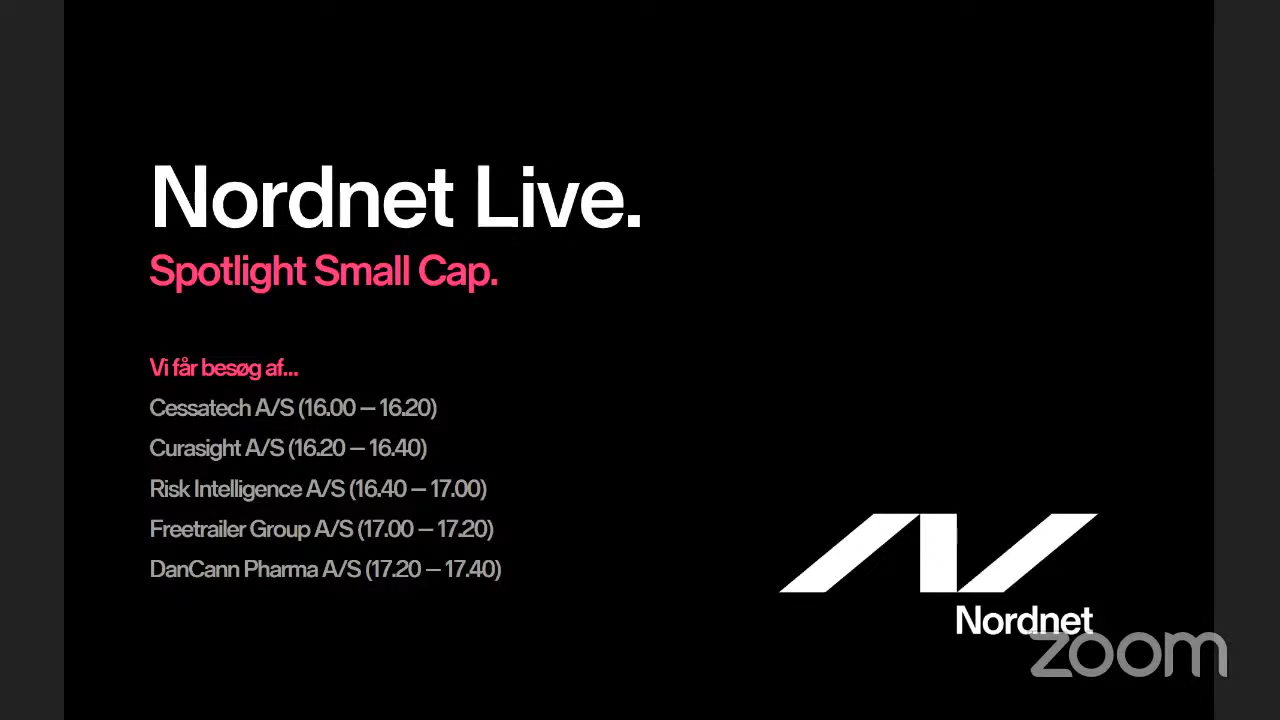 Nordnet Live.
Spotlight Small Cap.
Vi får besøg af...
Cessatech A/S (16.00 – 16.20)
Curasight A/S (16.20 – 16.40)
Risk Intelligence A/S (16.40 – 17.00)
Freetrailer Group A/S (17.00 – 17.20)
DanCann Pharma A/S (17.20 – 17.40)
Nordnet
zoom